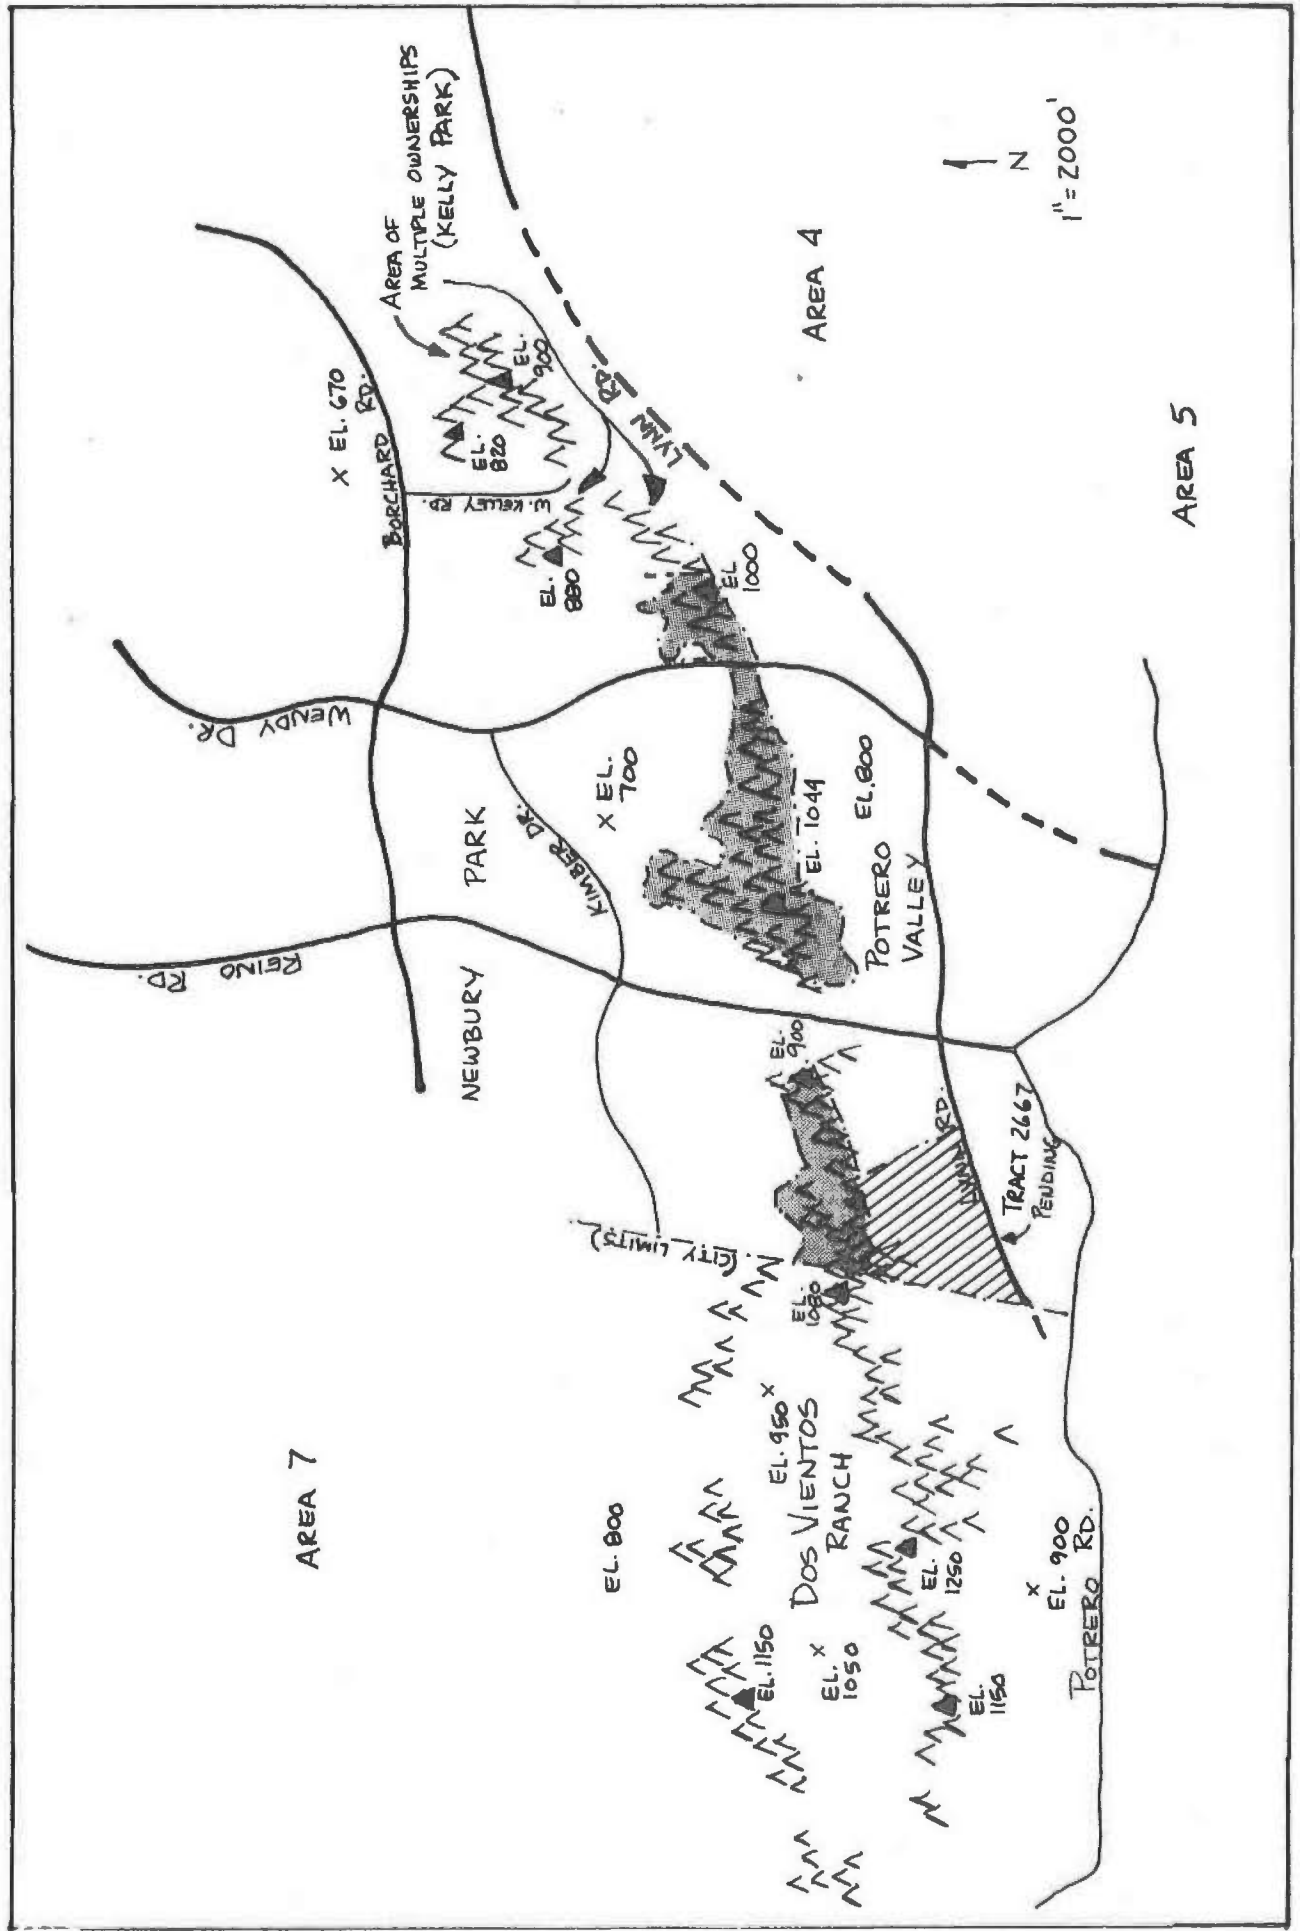 AREA 7
EL. 800
EL. 1150
EL. X
1050
EL. 950 X
DOS VIENTOS
RANCH
EL.
1250
EL.
1150
X
EL. 900
POTRERO RD.
(CITY LIMITS)
EL.
1080
EL.
900
LYNN RD.
TRACT 2667
PENDING
REINO
RD.
NEWBURY PARK
KIMBER DR.
WENDY
DR.
X EL.
700
EL. 1044
EL. 800
POTRERO
VALLEY
X EL. 670
BORCHARD RD.
W. KELLEY RD.
EL.
880
EL
1000
EL.
820
EL.
900
AREA OF
MULTIPLE OWNERSHIPS
(KELLY PARK)
LYNN RD.
AREA 4
AREA 5
N
1" = 2000'